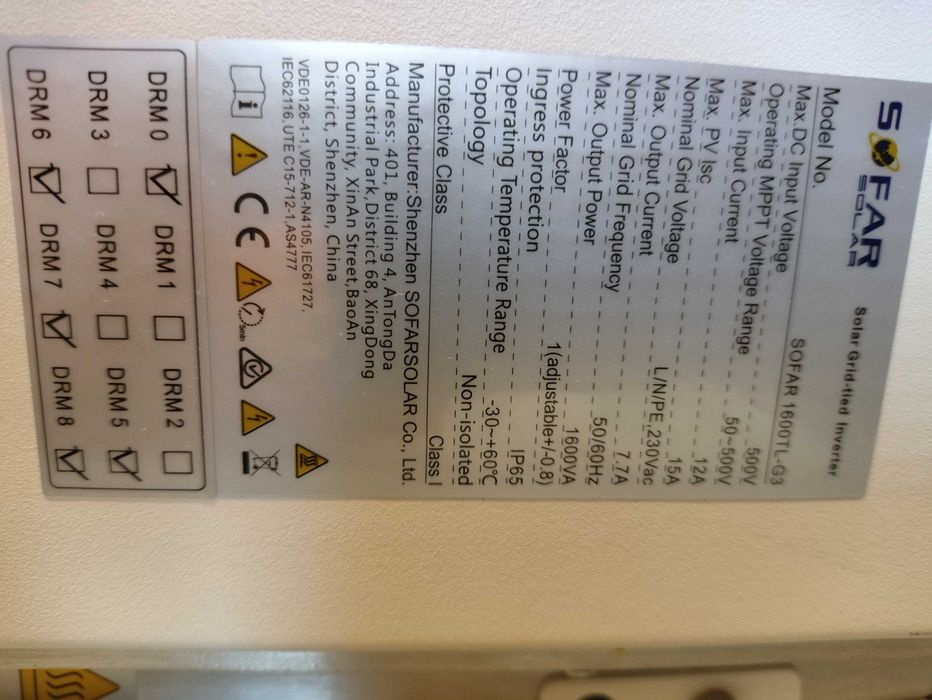 SOFAR
SOLAR
Solar Grid-tied Inverter
Model No. SOFAR 1600TL-G3
Max.DC Input Voltage 500V
Operating MPPT Voltage Range 50~500V
Max. Input Current 12A
Max. PV Isc 15A
Nominal Grid Voltage L/N/PE,230Vac
Max. Output Current 7.7A
Nominal Grid Frequency 50/60Hz
Max. Output Power 1600VA
Power Factor 1(adjustable+/-0.8)
Ingress protection IP65
Operating Temperature Range -30~+60℃
Topology Non-isolated
Protective Class Class I
Manufacturer:Shenzhen SOFARSOLAR Co., Ltd.
Address: 401, Building 4, AnTongDa
Industrial Park,District 68, XingDong
Community, XinAn Street,BaoAn
District, Shenzhen, China
VDE0126-1-1,VDE-AR-N4105, IEC61727,
IEC62116,UTE C15-712-1,AS4777
CE 5min
DRM 0 DRM 1 DRM 2
DRM 3 DRM 4 DRM 5
DRM 6 DRM 7 DRM 8